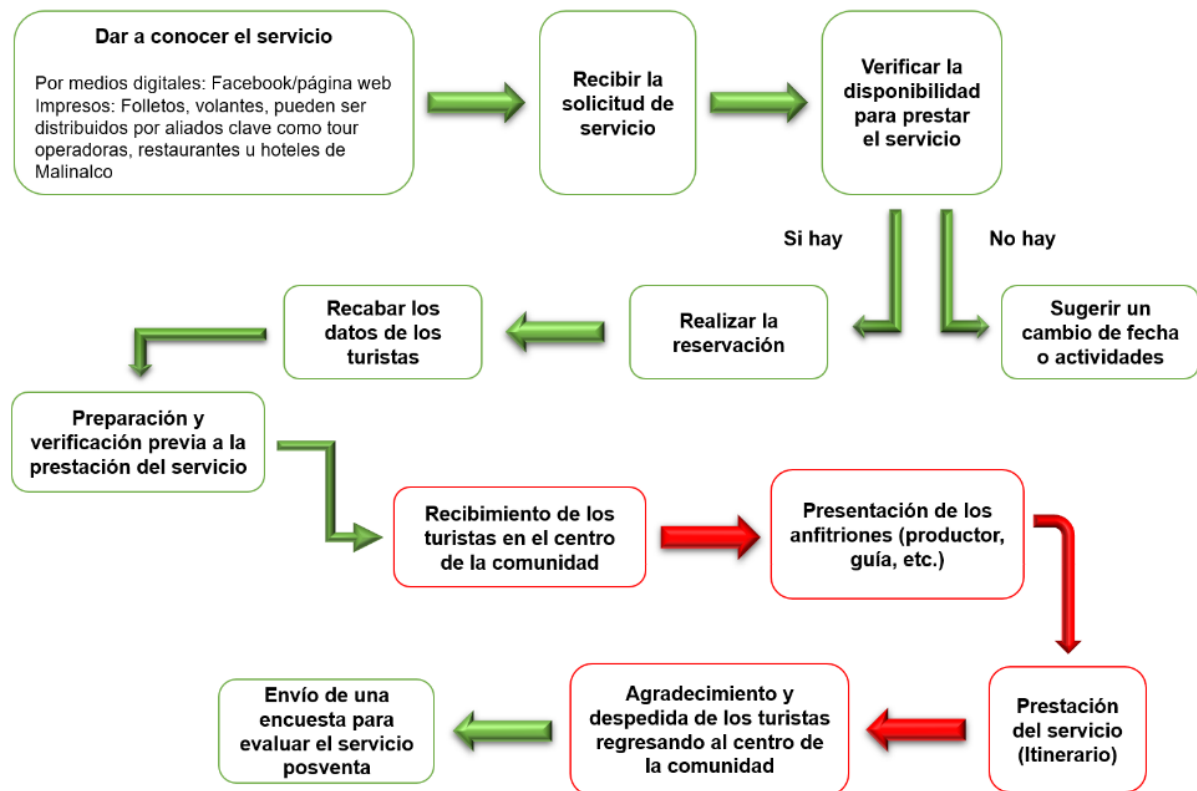 Dar a conocer el servicio
Por medios digitales: Facebook/página web
Impresos: Folletos, volantes, pueden ser
distribuidos por aliados clave como tour
operadoras, restaurantes u hoteles de
Malinalco
Recibir la
solicitud de
servicio
Verificar la
disponibilidad
para prestar
el servicio
Si hay
No hay
Recabar los
datos de los
turistas
Realizar la
reservación
Sugerir un
cambio de fecha
o actividades
Preparación y
verificación previa a la
prestación del servicio
Recibimiento de los
turistas en el centro
de la comunidad
Presentación de los
anfitriones (productor,
guía, etc.)
Envío de una
encuesta para
evaluar el servicio
posventa
Agradecimiento y
despedida de los turistas
regresando al centro de
la comunidad
Prestación
del servicio
(Itinerario)